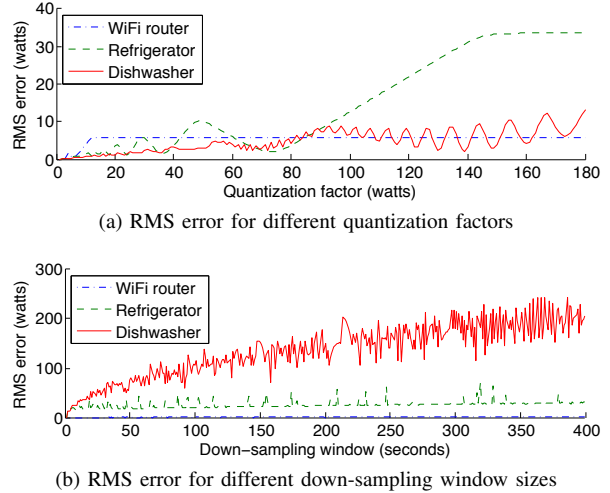 40
30
20
10
0
RMS error (watts)
WiFi router
Refrigerator
Dishwasher
0 20 40 60 80 100 120 140 160 180
Quantization factor (watts)
(a) RMS error for different quantization factors
300
200
100
0
RMS error (watts)
WiFi router
Refrigerator
Dishwasher
0 50 100 150 200 250 300 350 400
Down-sampling window (seconds)
(b) RMS error for different down-sampling window sizes